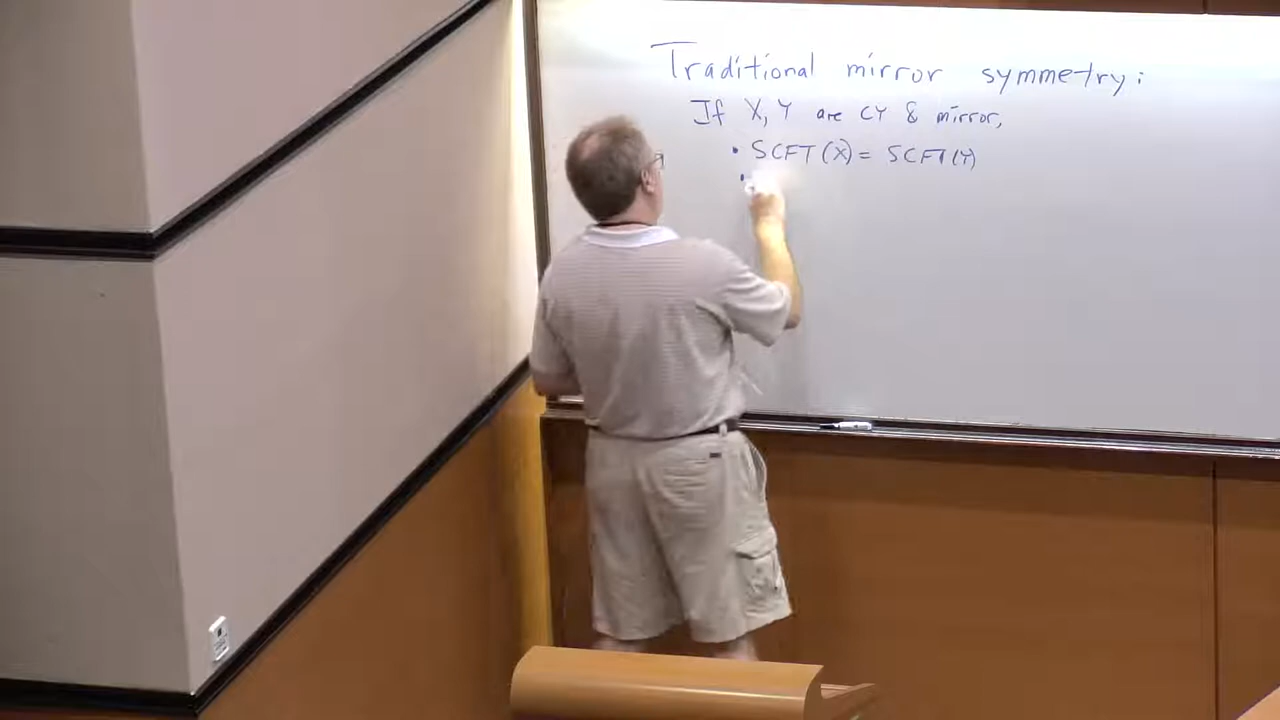 Traditional mirror symmetry:
If X, Y are CY & mirror,
• SCFT(X) = SCFT(Y)
•